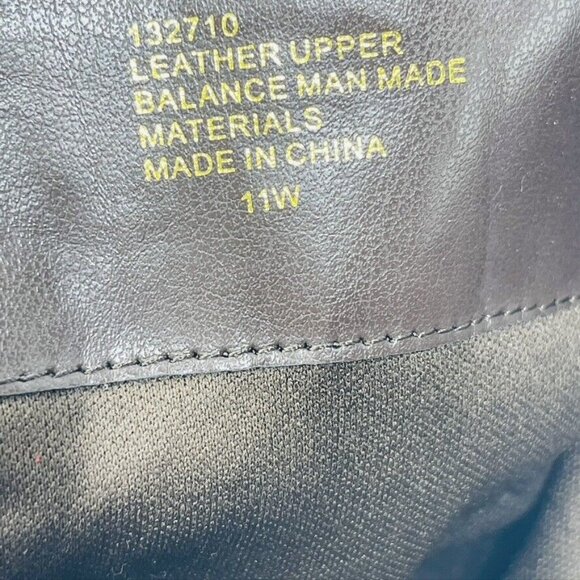 132710
LEATHER UPPER
BALANCE MAN MADE
MATERIALS
MADE IN CHINA
11W